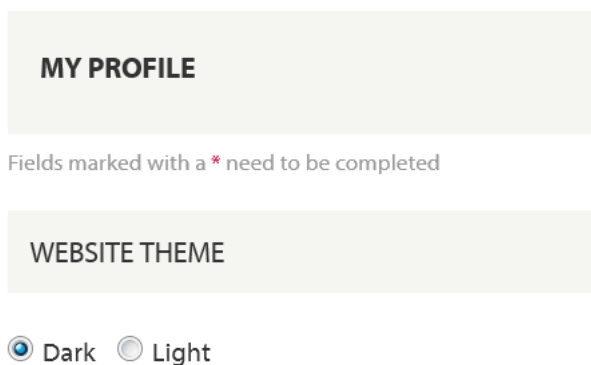 MY PROFILE
Fields marked with a * need to be completed
WEBSITE THEME
Dark Light